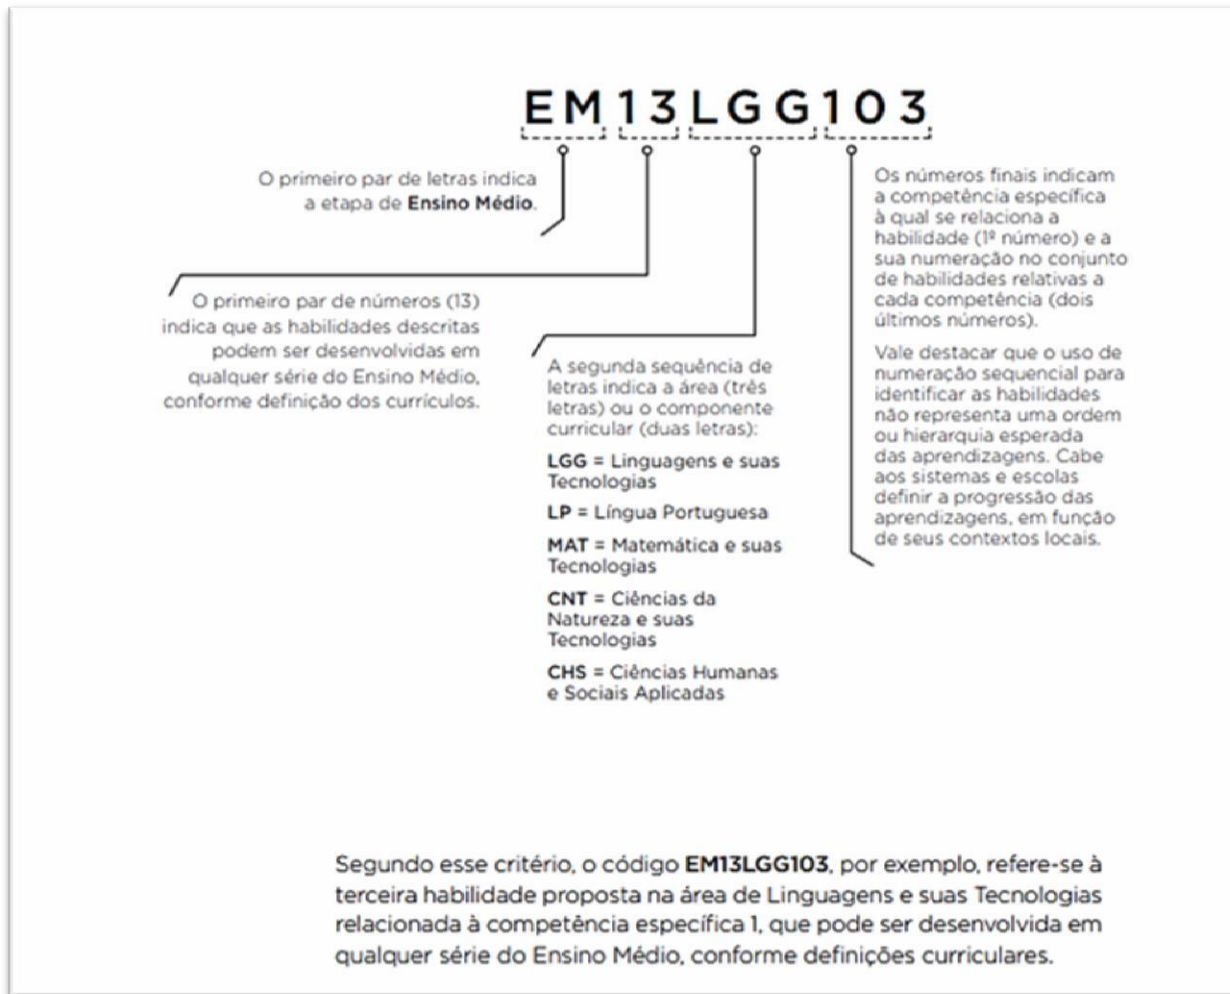 EM13LGG103
O primeiro par de letras indica
a etapa de Ensino Médio.
O primeiro par de números (13)
indica que as habilidades descritas
podem ser desenvolvidas em
qualquer série do Ensino Médio,
conforme definição dos currículos.
A segunda sequência de
letras indica a área (três
letras) ou o componente
curricular (duas letras):
LGG = Linguagens e suas
Tecnologias
LP = Língua Portuguesa
MAT = Matemática e suas
Tecnologias
CNT = Ciências da
Natureza e suas
Tecnologias
CHS = Ciências Humanas
e Sociais Aplicadas
Os números finais indicam
a competência específica
à qual se relaciona a
habilidade (1º número) e a
sua numeração no conjunto
de habilidades relativas a
cada competência (dois
últimos números).
Vale destacar que o uso de
numeração sequencial para
identificar as habilidades
não representa uma ordem
ou hierarquia esperada
das aprendizagens. Cabe
aos sistemas e escolas
definir a progressão das
aprendizagens, em função
de seus contextos locais.
Segundo esse critério, o código EM13LGG103, por exemplo, refere-se à
terceira habilidade proposta na área de Linguagens e suas Tecnologias
relacionada à competência específica 1, que pode ser desenvolvida em
qualquer série do Ensino Médio, conforme definições curriculares.